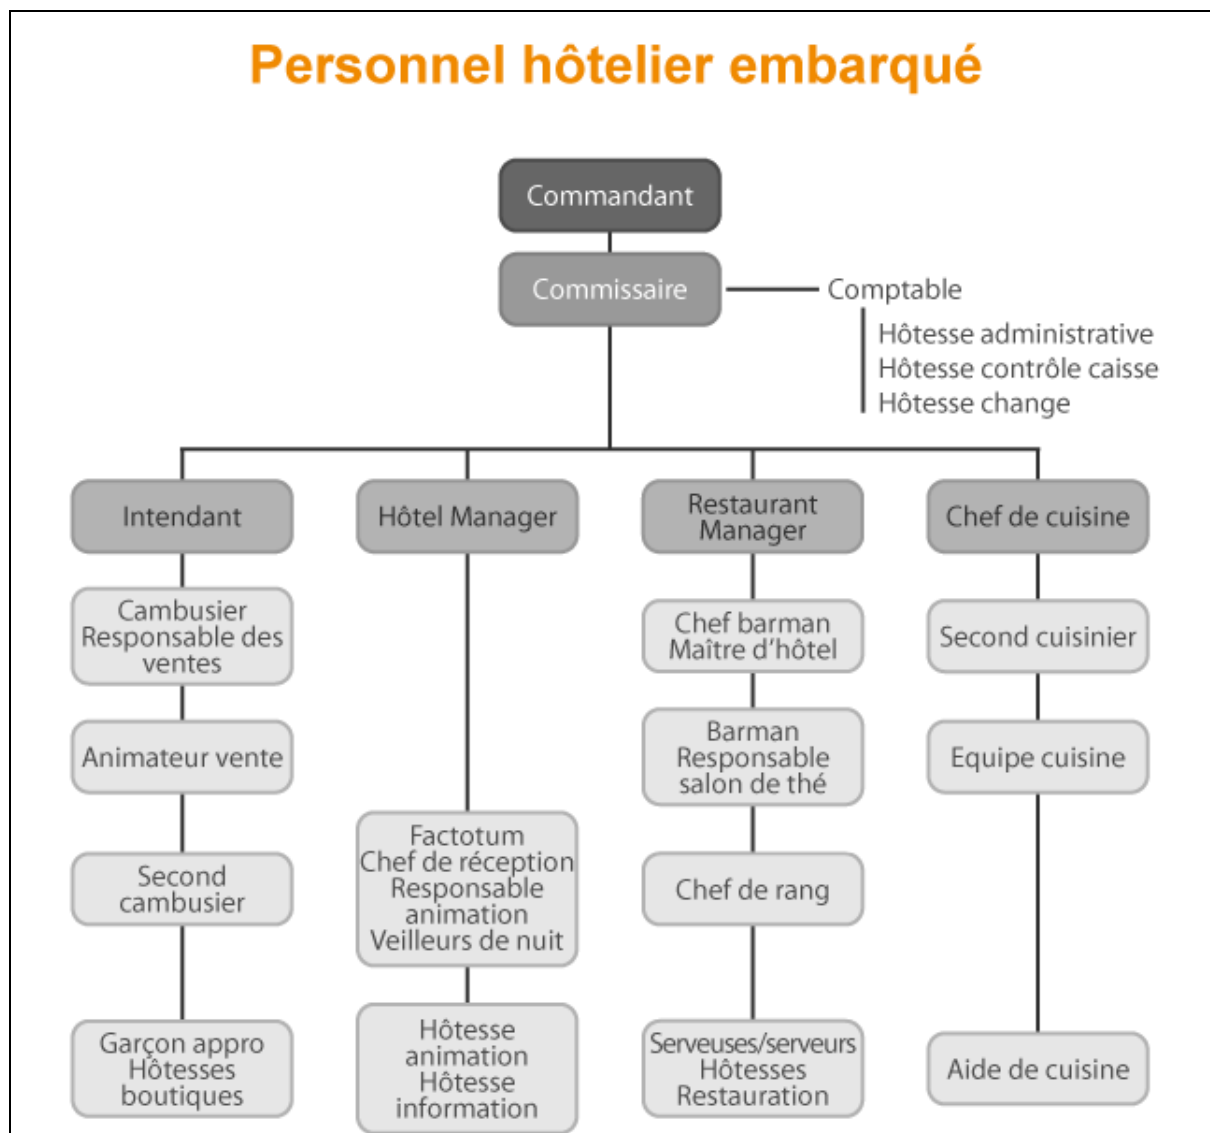 Personnel hôtelier embarqué
Commandant
Commissaire
Comptable
Hôtesse administrative
Hôtesse contrôle caisse
Hôtesse change
Intendant
Hôtel Manager
Restaurant
Manager
Chef de cuisine
Cambusier
Responsable des
ventes
Animateur vente
Second
cambusier
Garçon appro
Hôtesses
boutiques
Factotum
Chef de réception
Responsable
animation
Veilleurs de nuit
Hôtesse
animation
Hôtesse
information
Chef barman
Maître d’hôtel
Barman
Responsable
salon de thé
Chef de rang
Serveuses/serveurs
Hôtesses
Restauration
Second cuisinier
Equipe cuisine
Aide de cuisine